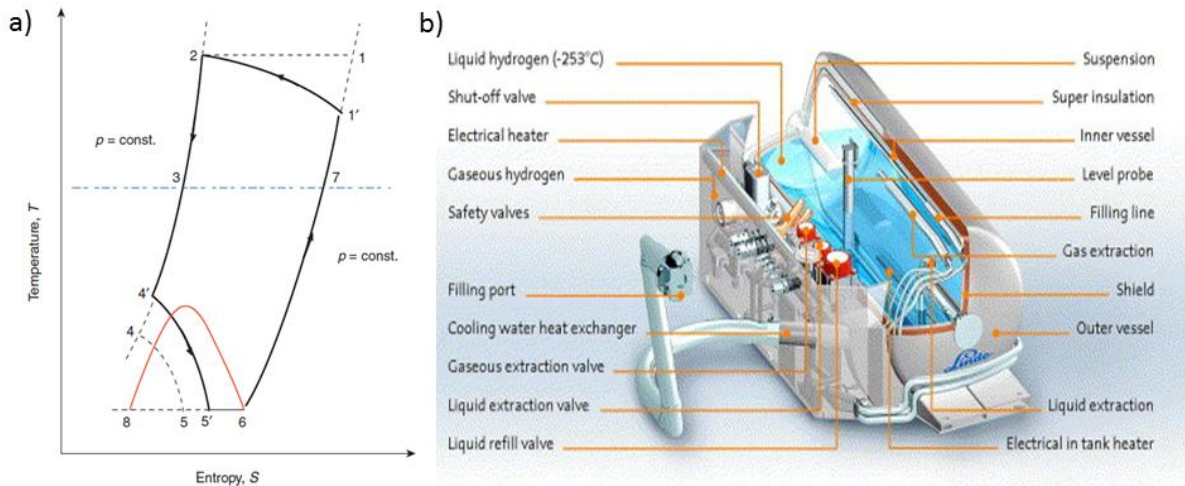 a)
Temperature, T
2
1
1′
p = const.
3
7
p = const.
4′
4
8
5
5′
6
Entropy, S
b)
Liquid hydrogen (-253°C)
Shut-off valve
Electrical heater
Gaseous hydrogen
Safety valves
Filling port
Cooling water heat exchanger
Gaseous extraction valve
Liquid extraction valve
Liquid refill valve
Suspension
Super insulation
Inner vessel
Level probe
Filling line
Gas extraction
Shield
Outer vessel
Linde
Liquid extraction
Electrical in tank heater